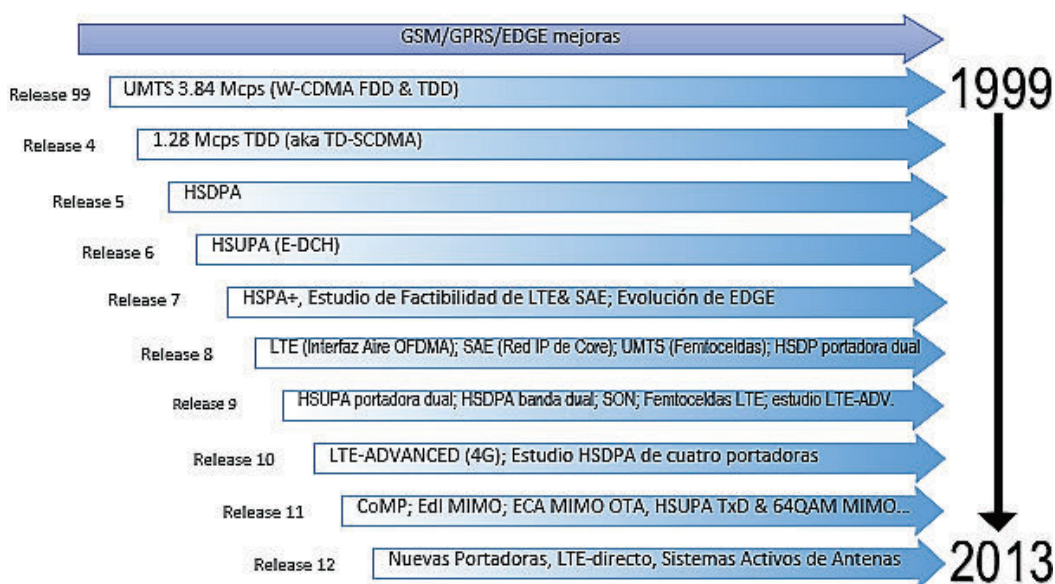 GSM/GPRS/EDGE mejoras
1999
Release 99 UMTS 3.84 Mcps (W-CDMA FDD & TDD)
Release 4 1.28 Mcps TDD (aka TD-SCDMA)
Release 5 HSDPA
Release 6 HSUPA (E-DCH)
Release 7 HSPA+, Estudio de Factibilidad de LTE& SAE; Evolución de EDGE
Release 8 LTE (Interfaz Aire OFDMA); SAE (Red IP de Core); UMTS (Femtoceldas); HSDP portadora dual
Release 9 HSUPA portadora dual; HSDPA banda dual; SON; Femtoceldas LTE; estudio LTE-ADV.
Release 10 LTE-ADVANCED (4G); Estudio HSDPA de cuatro portadoras
Release 11 CoMP; EdI MIMO; ECA MIMO OTA, HSUPA TxD & 64QAM MIMO...
Release 12 Nuevas Portadoras, LTE-directo, Sistemas Activos de Antenas
2013